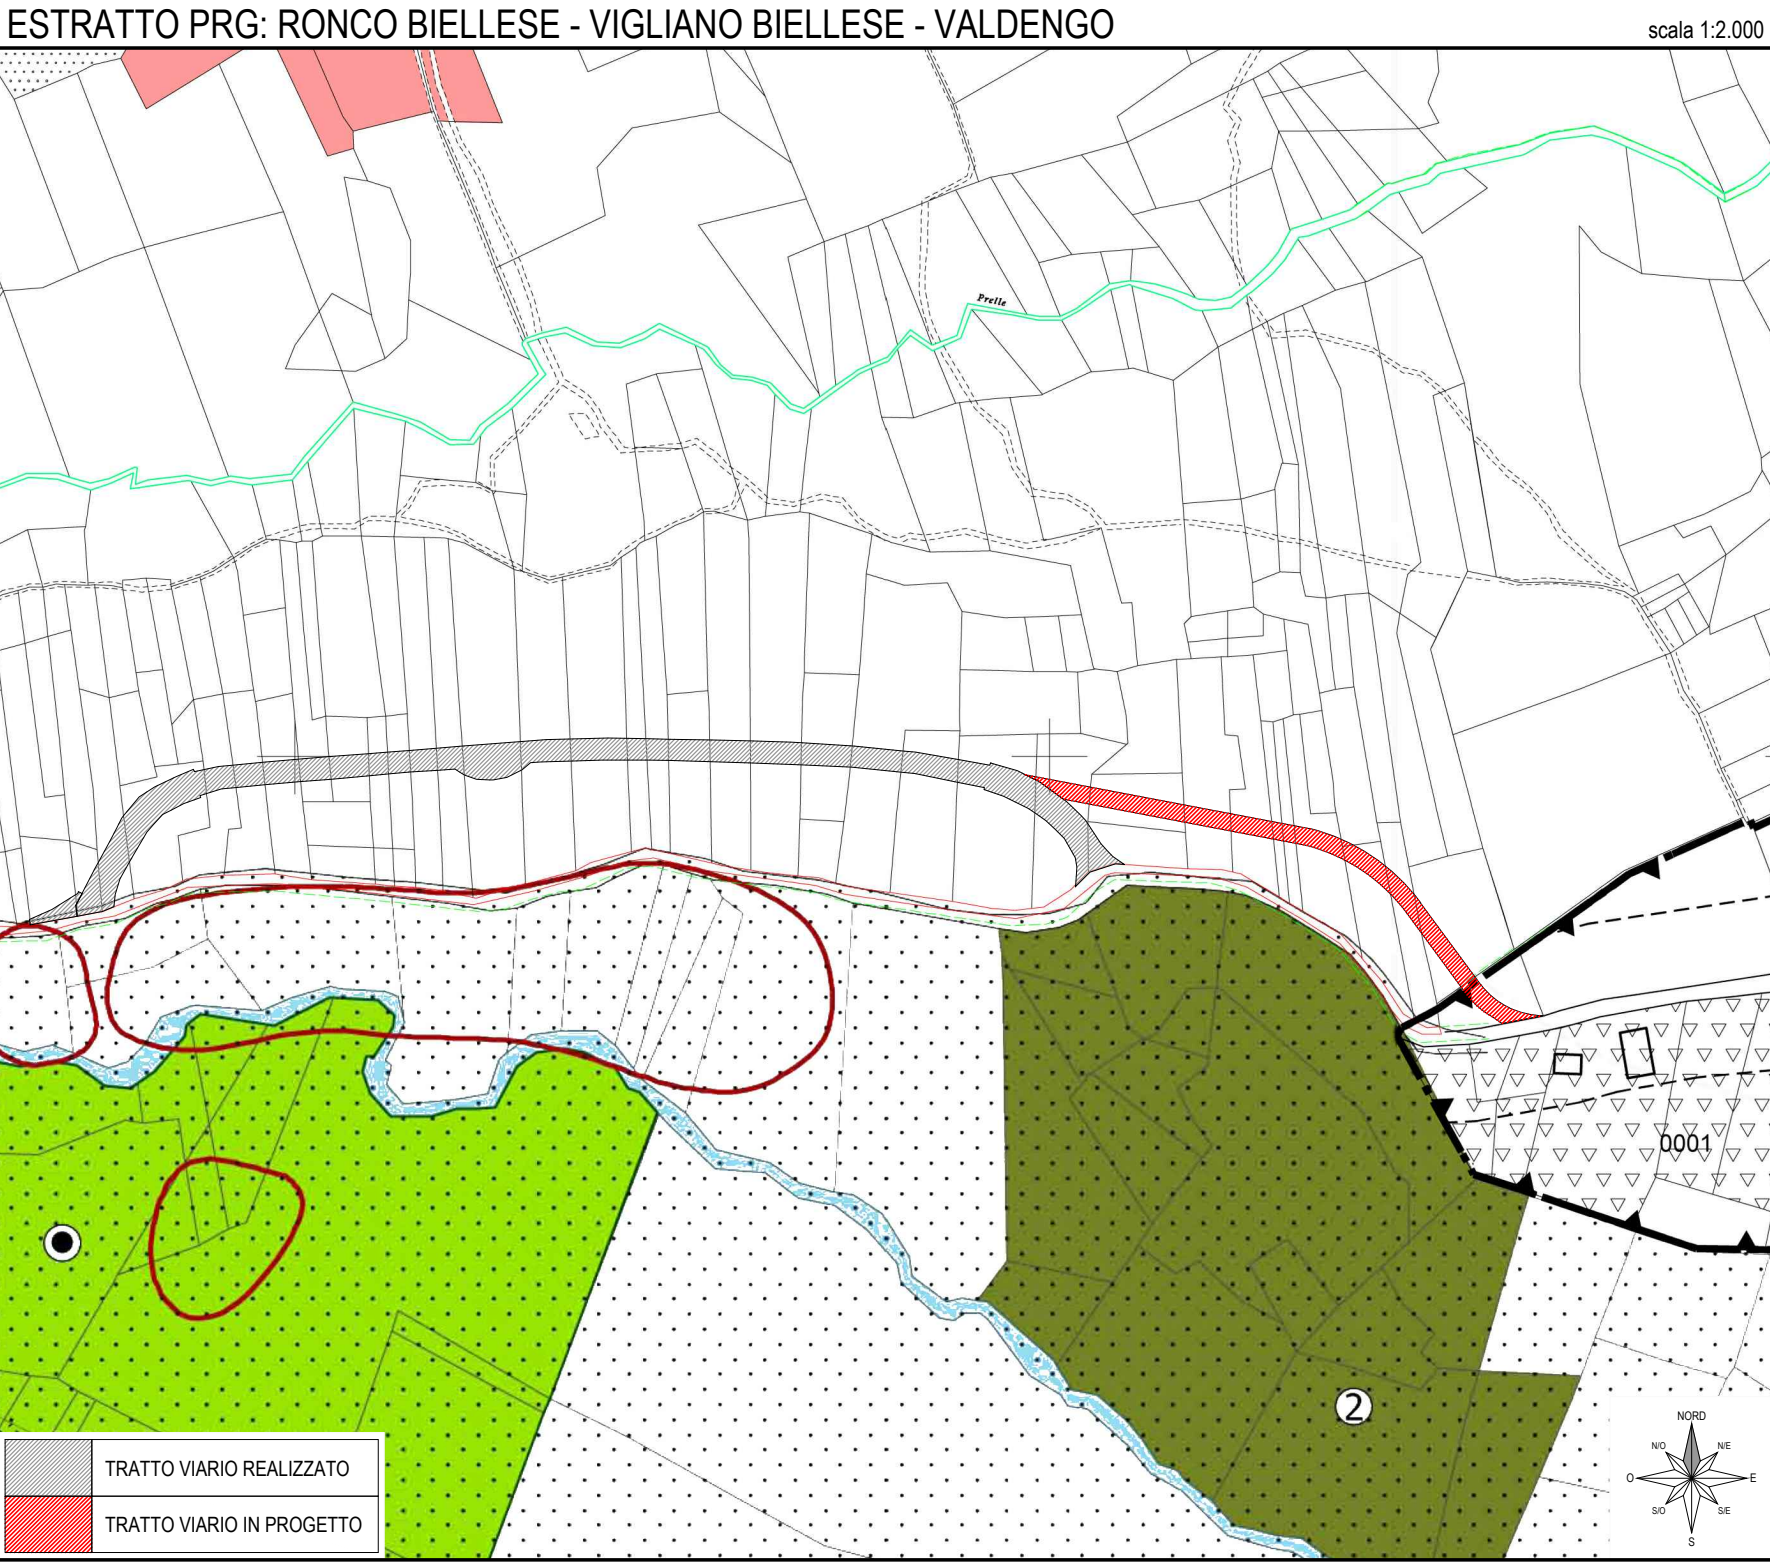 ESTRATTO PRG: RONCO BIELLESE - VIGLIANO BIELLESE - VALDENGO
scala 1:2.000
Prelle
0001
2
NORD
N/O N/E
O E
S/O S/E
S
TRATTO VIARIO REALIZZATO
TRATTO VIARIO IN PROGETTO